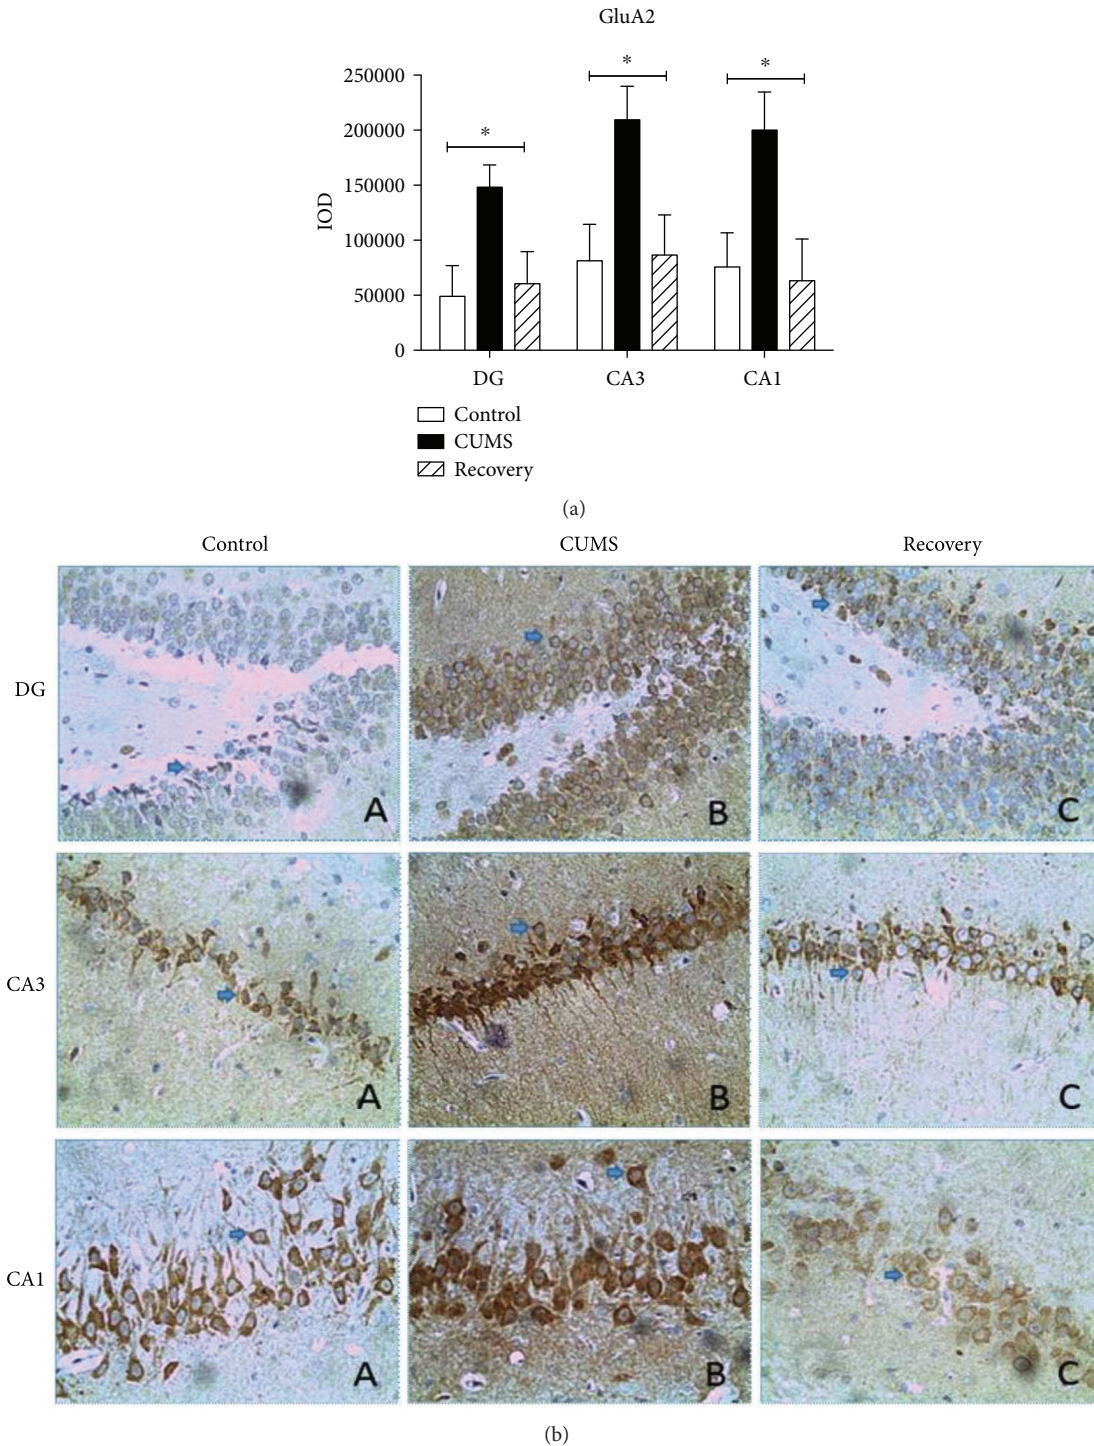 GluA2
*
*
*
250000
200000
150000
100000
50000
0
IOD
DG
CA3
CA1
Control
CUMS
Recovery
(a)
Control
CUMS
Recovery
DG
A
B
C
CA3
A
B
C
CA1
A
B
C
(b)